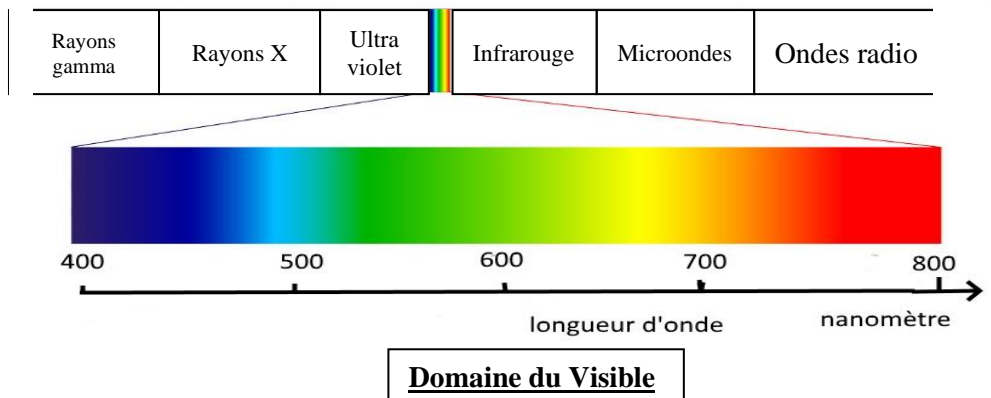 Rayons
gamma
Rayons X
Ultra
violet
Infrarouge
Microondes
Ondes radio
400 500 600 700 800
longueur d'onde
nanomètre
Domaine du Visible